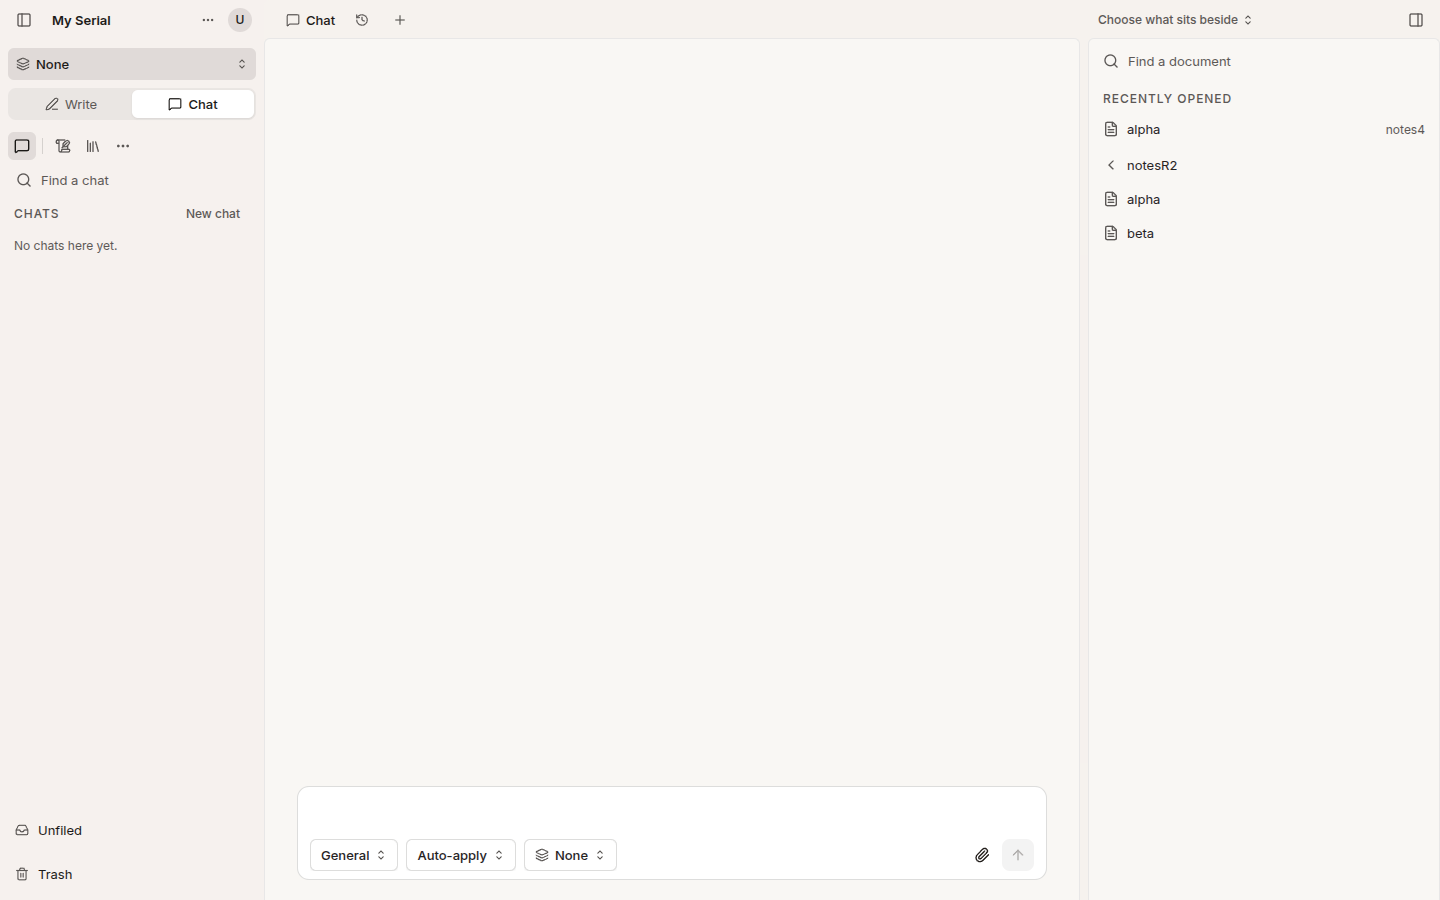 My Serial
U
None
Write
Chat
Find a chat
CHATS
New chat
No chats here yet.
Unfiled
Trash
Chat
General
Auto-apply
None
Choose what sits beside
Find a document
RECENTLY OPENED
alpha
notes4
notesR2
alpha
beta